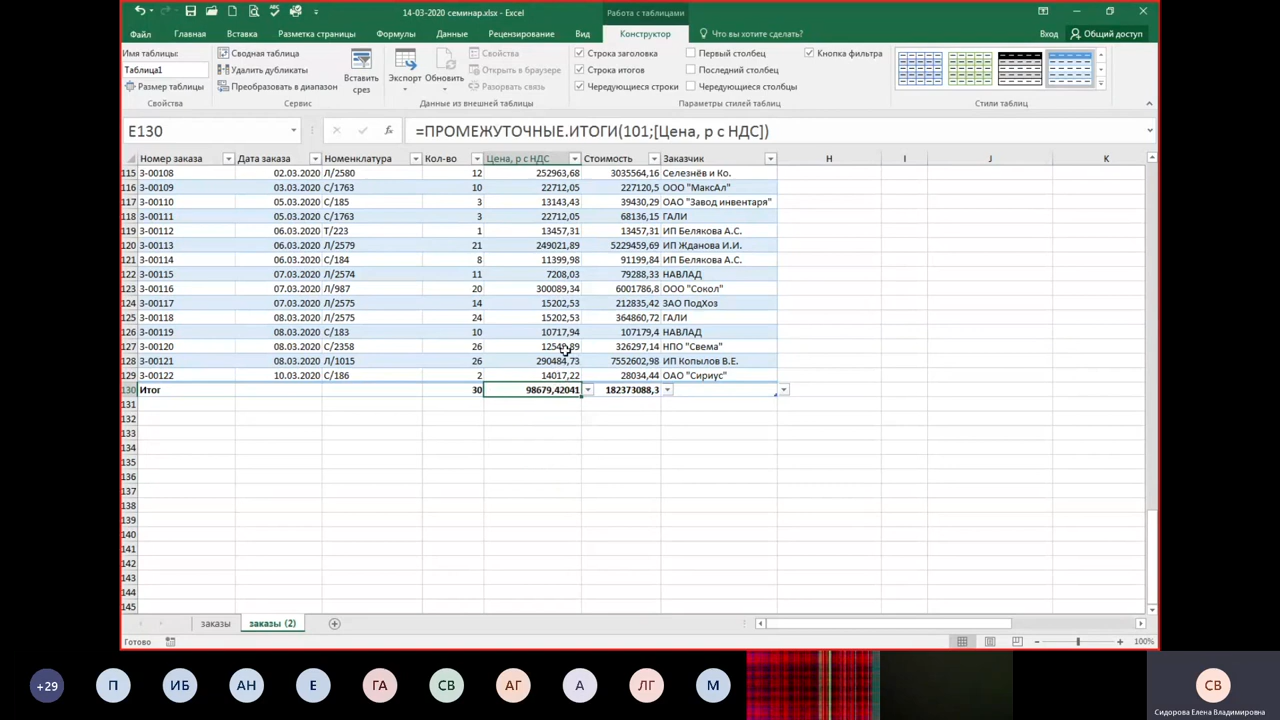 14-03-2020 семинар.xlsx - Excel
Работа с таблицами
Файл Главная Вставка Разметка страницы Формулы Данные Рецензирование Вид Конструктор Что вы хотите сделать? Вход Общий доступ
Имя таблицы:
Таблица1
Размер таблицы
Свойства
Сводная таблица
Удалить дубликаты
Преобразовать в диапазон
Вставить срез
Сервис
Экспорт Обновить
Свойства
Открыть в браузере
Разорвать связь
Данные из внешней таблицы
Строка заголовка
Строка итогов
Чередующиеся строки
Первый столбец
Последний столбец
Чередующиеся столбцы
Кнопка фильтра
Параметры стилей таблиц
Стили таблиц
E130 fx =ПРОМЕЖУТОЧНЫЕ.ИТОГИ(101;[Цена, р с НДС])
Номер заказа Дата заказа Номенклатура Кол-во Цена, р с НДС Стоимость Заказчик H I J K
115 З-00108 02.03.2020 Л/2580 12 252963,68 3035564,16 Селезнёв и Ко.
116 З-00109 03.03.2020 С/1763 10 22712,05 227120,5 ООО "МаксАл"
117 З-00110 05.03.2020 С/185 3 13143,43 39430,29 ОАО "Завод инвентаря"
118 З-00111 05.03.2020 С/1763 3 22712,05 68136,15 ГАЛИ
119 З-00112 06.03.2020 Т/223 1 13457,31 13457,31 ИП Белякова А.С.
120 З-00113 06.03.2020 Л/2579 21 249021,89 5229459,69 ИП Жданова И.И.
121 З-00114 06.03.2020 С/184 8 11399,98 91199,84 ИП Белякова А.С.
122 З-00115 07.03.2020 Л/2574 11 7208,03 79288,33 НАВЛАД
123 З-00116 07.03.2020 Л/987 20 300089,34 6001786,8 ООО "Сокол"
124 З-00117 07.03.2020 Л/2575 14 15202,53 212835,42 ЗАО ПодХоз
125 З-00118 08.03.2020 Л/2575 24 15202,53 364860,72 ГАЛИ
126 З-00119 08.03.2020 С/183 10 10717,94 107179,4 НАВЛАД
127 З-00120 08.03.2020 С/2358 26 326297,14 НПО "Свема"
128 З-00121 08.03.2020 Л/1015 26 290484,73 7552602,98 ИП Копылов В.Е.
129 З-00122 10.03.2020 С/186 2 14017,22 28034,44 ОАО "Сириус"
130 Итог 30 98679,42041 182373088,3
131
132
133
134
135
136
137
138
139
140
141
142
143
144
145
заказы заказы (2)
Готово 100%
+29 П ИБ АН Е ГА СВ АГ А ЛГ М СВ
Сидорова Елена Владимировна